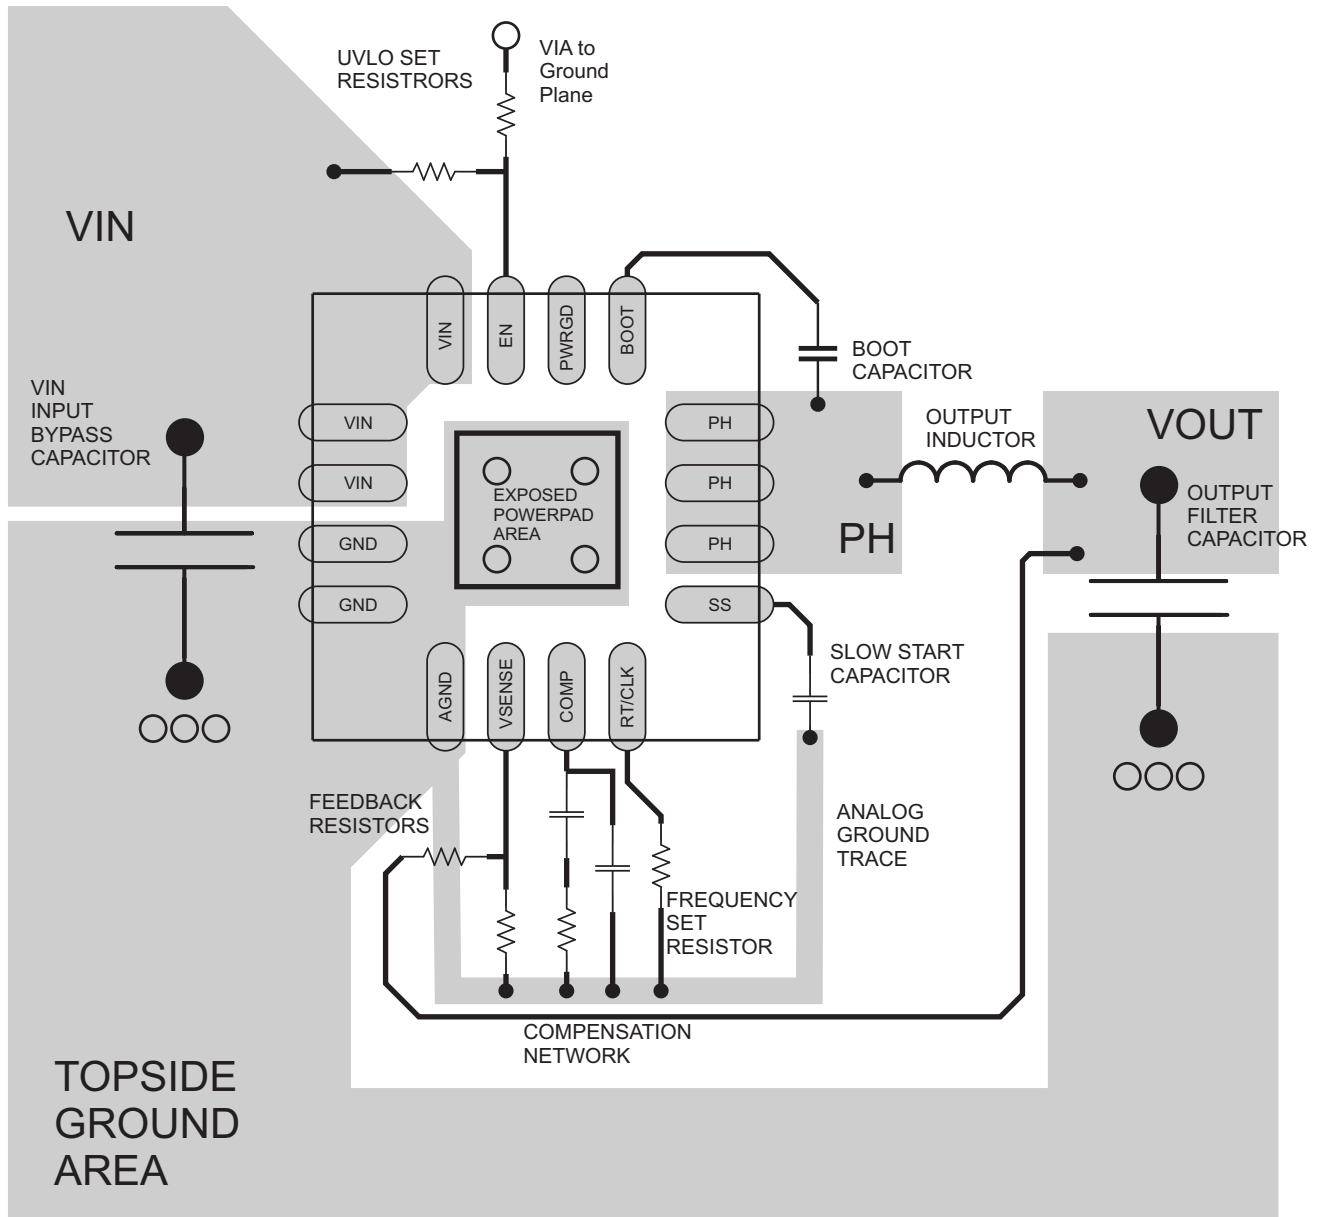 UVLO SET
RESISTRORS
VIA to
Ground
Plane
VIN
VIN
EN
PWRGD
BOOT
BOOT
CAPACITOR
VIN
INPUT
BYPASS
CAPACITOR
VIN
VIN
GND
GND
EXPOSED
POWERPAD
AREA
PH
PH
PH
SS
PH
OUTPUT
INDUCTOR
VOUT
OUTPUT
FILTER
CAPACITOR
AGND
VSENSE
COMP
RT/CLK
SLOW START
CAPACITOR
FEEDBACK
RESISTORS
ANALOG
GROUND
TRACE
FREQUENCY
SET
RESISTOR
COMPENSATION
NETWORK
TOPSIDE
GROUND
AREA